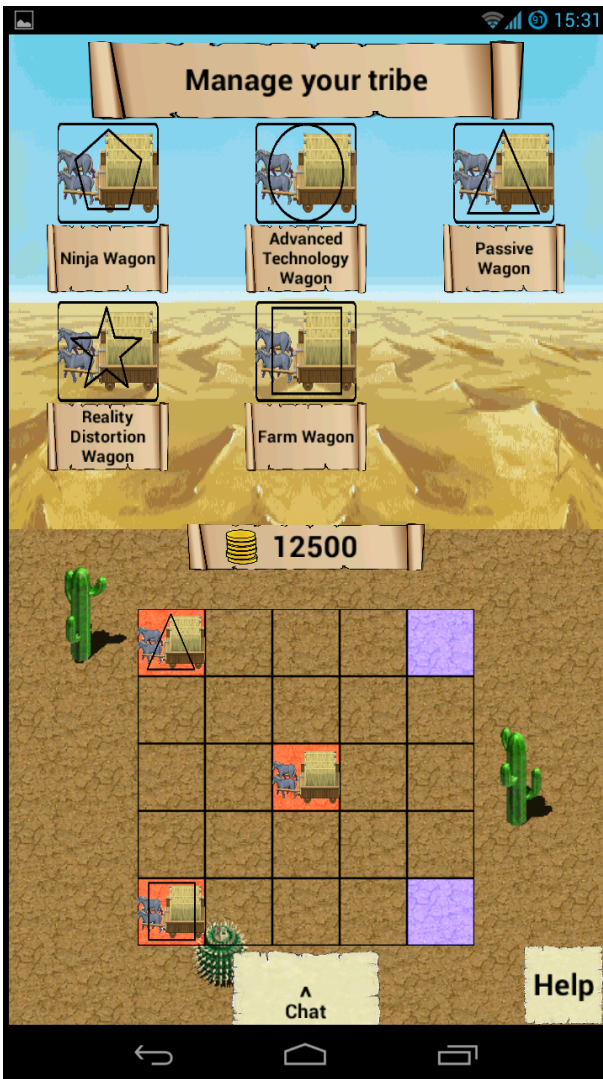 91 15:31
Manage your tribe
Ninja Wagon
Advanced
Technology
Wagon
Passive
Wagon
Reality
Distortion
Wagon
Farm Wagon
12500
^
Chat
Help